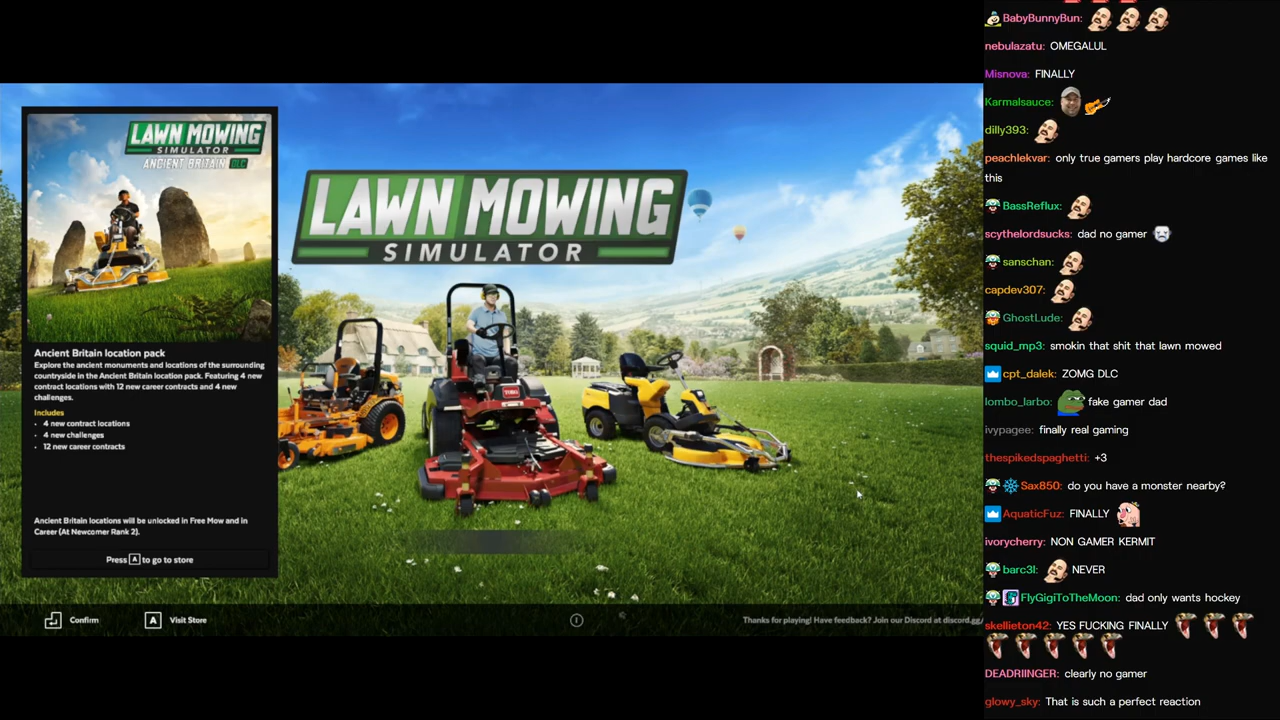 LAWN MOWING
SIMULATOR
ANCIENT BRITAIN DLC
Ancient Britain location pack
Explore the ancient monuments and locations of the surrounding
countryside in the Ancient Britain location pack. Featuring 4 new
contract locations with 12 new career contracts and 4 new
challenges.
Includes
• 4 new contract locations
• 4 new challenges
• 12 new career contracts
Ancient Britain locations will be unlocked in Free Mow and in
Career (At Newcomer Rank 2).
Press A to go to store
LAWN MOWING
SIMULATOR
TORO
Confirm
A Visit Store
Thanks for playing! Have feedback? Join our Discord at discord.gg/
BabyBunnyBun:
nebulazatu: OMEGALUL
Misnova: FINALLY
Karmalsauce:
dilly393:
peachlekvar: only true gamers play hardcore games like
this
BassReflux:
scythelordsucks: dad no gamer
sanschan:
capdev307:
GhostLude:
squid_mp3: smokin that shit that lawn mowed
cpt_dalek: ZOMG DLC
lombo_larbo: fake gamer dad
ivypagee: finally real gaming
thespikedspaghetti: +3
Sax850: do you have a monster nearby?
AquaticFuz: FINALLY
ivorycherry: NON GAMER KERMIT
barc3l: NEVER
FlyGigiToTheMoon: dad only wants hockey
skellieton42: YES FUCKING FINALLY
DEADRIINGER: clearly no gamer
glowy_sky: That is such a perfect reaction